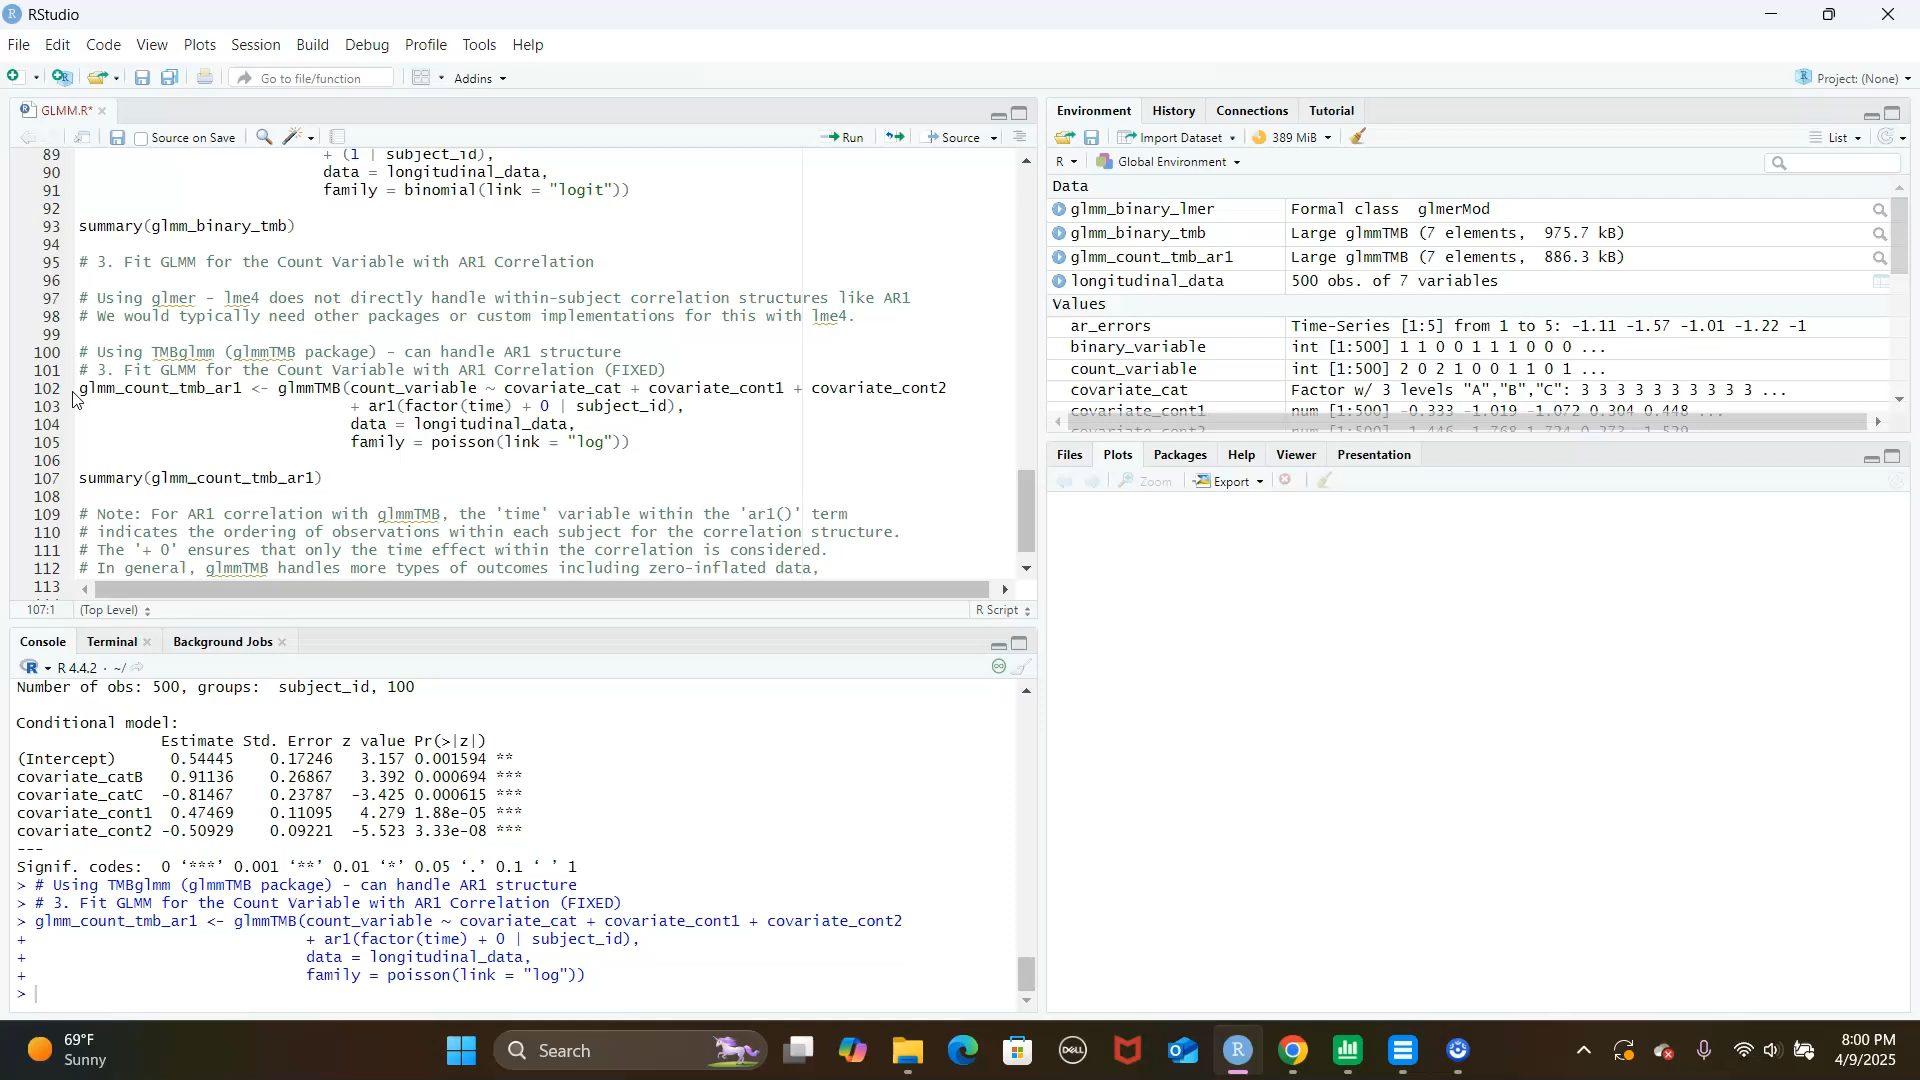 RStudio
File Edit Code View Plots Session Build Debug Profile Tools Help
Go to file/function Addins Project: (None)
GLMM.R*
Source on Save Run Source
89 + (1 | subject_id),
90 data = longitudinal_data,
91 family = binomial(link = "logit"))
92
93 summary(glmm_binary_tmb)
94
95 # 3. Fit GLMM for the Count Variable with AR1 Correlation
96
97 # Using glmer - lme4 does not directly handle within-subject correlation structures like AR1
98 # We would typically need other packages or custom implementations for this with lme4.
99
100 # Using TMBglmm (glmmTMB package) - can handle AR1 structure
101 # 3. Fit GLMM for the Count Variable with AR1 Correlation (FIXED)
102 glmm_count_tmb_ar1 <- glmmTMB(count_variable ~ covariate_cat + covariate_cont1 + covariate_cont2
103 + ar1(factor(time) + 0 | subject_id),
104 data = longitudinal_data,
105 family = poisson(link = "log"))
106
107 summary(glmm_count_tmb_ar1)
108
109 # Note: For AR1 correlation with glmmTMB, the 'time' variable within the 'ar1()' term
110 # indicates the ordering of observations within each subject for the correlation structure.
111 # The '+ 0' ensures that only the time effect within the correlation is considered.
112 # In general, glmmTMB handles more types of outcomes including zero-inflated data,
113
107:1 (Top Level) R Script
Console Terminal Background Jobs
R 4.4.2 · ~/
Number of obs: 500, groups: subject_id, 100
Conditional model:
Estimate Std. Error z value Pr(>|z|)
(Intercept) 0.54445 0.17246 3.157 0.001594 **
covariate_catB 0.91136 0.26867 3.392 0.000694 ***
covariate_catC -0.81467 0.23787 -3.425 0.000615 ***
covariate_cont1 0.47469 0.11095 4.279 1.88e-05 ***
covariate_cont2 -0.50929 0.09221 -5.523 3.33e-08 ***
---
Signif. codes: 0 ‘***’ 0.001 ‘**’ 0.01 ‘*’ 0.05 ‘.’ 0.1 ‘ ’ 1
> # Using TMBglmm (glmmTMB package) - can handle AR1 structure
> # 3. Fit GLMM for the Count Variable with AR1 Correlation (FIXED)
> glmm_count_tmb_ar1 <- glmmTMB(count_variable ~ covariate_cat + covariate_cont1 + covariate_cont2
+ + ar1(factor(time) + 0 | subject_id),
+ data = longitudinal_data,
+ family = poisson(link = "log"))
>
Environment History Connections Tutorial
Import Dataset 389 MiB List
R Global Environment
Data
glmm_binary_lmer Formal class glmerMod
glmm_binary_tmb Large glmmTMB (7 elements, 975.7 kB)
glmm_count_tmb_ar1 Large glmmTMB (7 elements, 886.3 kB)
longitudinal_data 500 obs. of 7 variables
Values
ar_errors Time-Series [1:5] from 1 to 5: -1.11 -1.57 -1.01 -1.22 -1
binary_variable int [1:500] 1 1 0 0 1 1 1 0 0 0 ...
count_variable int [1:500] 2 0 2 1 0 0 1 1 0 1 ...
covariate_cat Factor w/ 3 levels "A","B","C": 3 3 3 3 3 3 3 3 3 3 ...
covariate_cont1 num [1:500] -0.333 -1.019 -1.072 0.304 0.448 ...
Files Plots Packages Help Viewer Presentation
Zoom Export
69°F
Sunny
Search
DELL
8:00 PM
4/9/2025